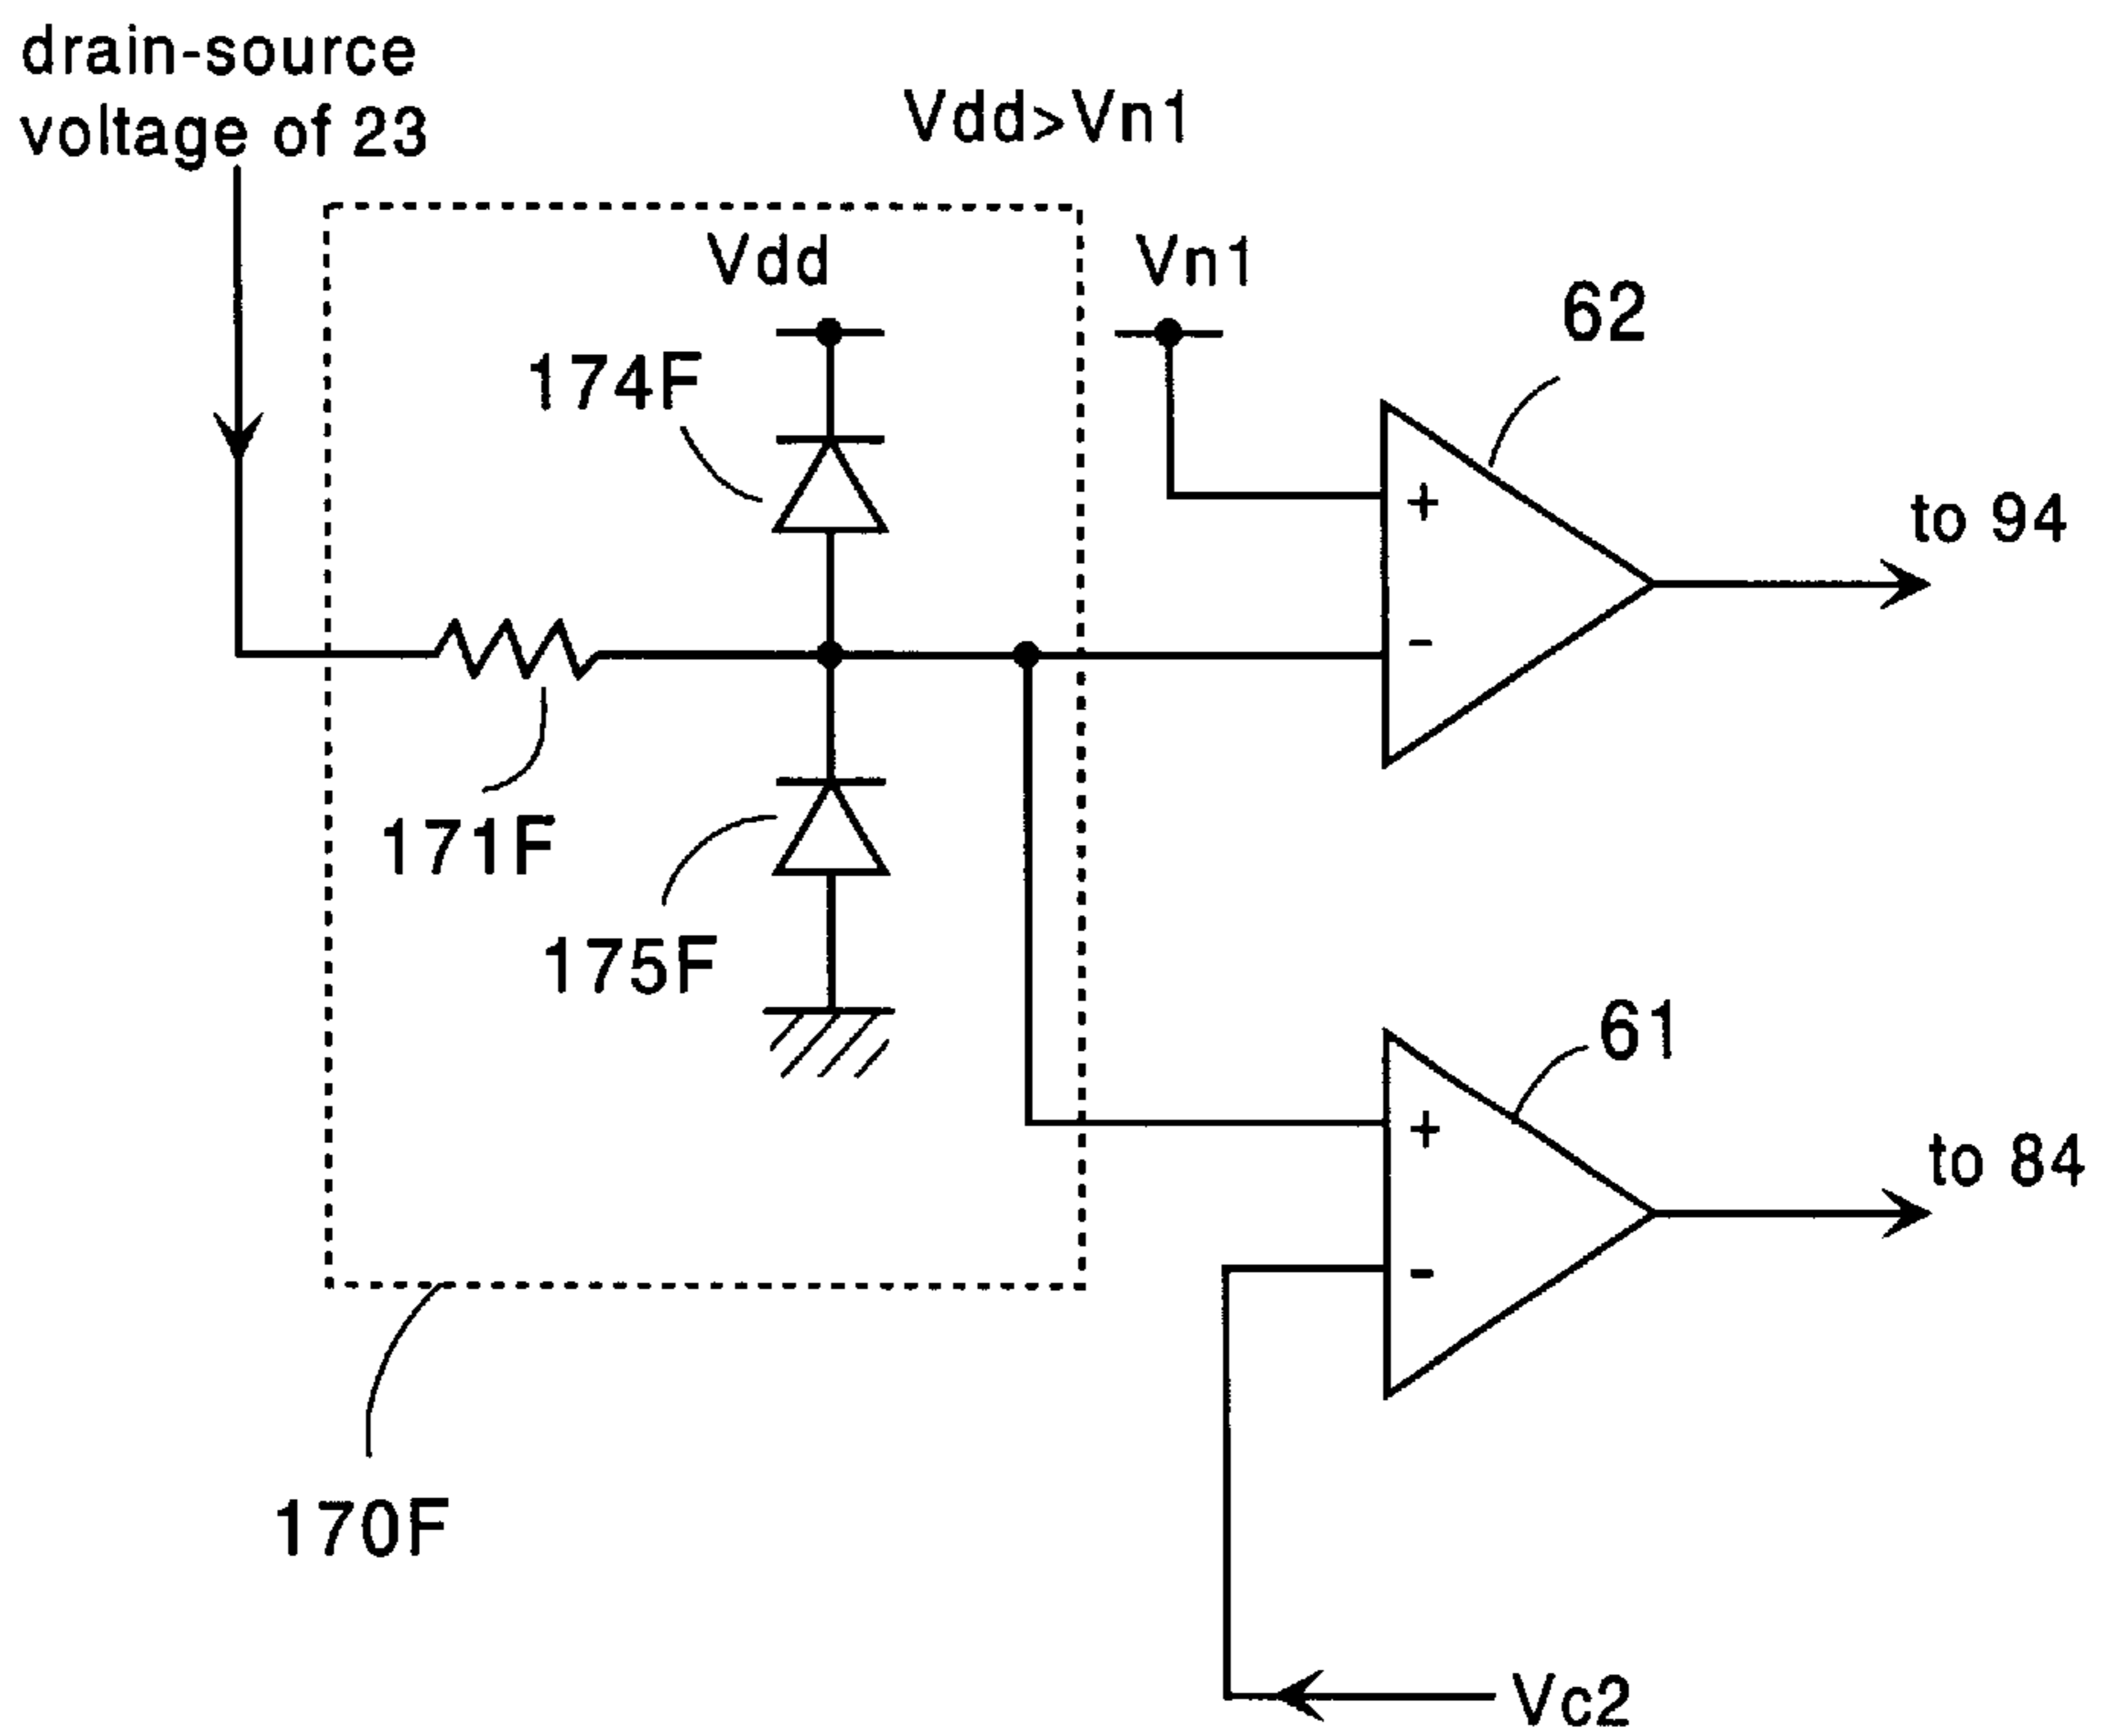 drain-source
voltage of 23
Vdd>Vn1
Vdd
Vn1
62
174F
+
to 94
-
171F
175F
61
+
to 84
-
170F
Vc2